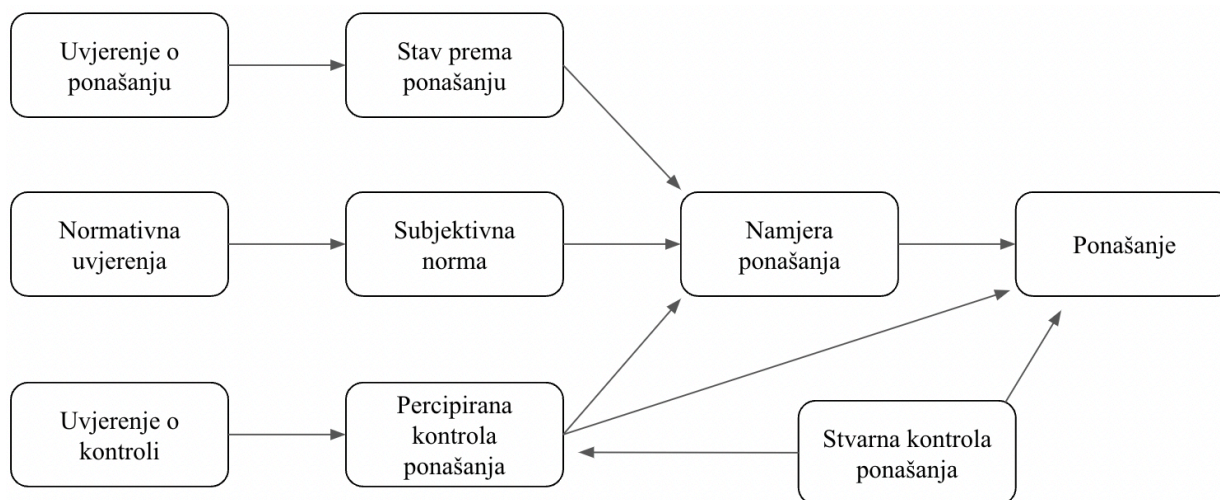 Uvjerenje o
ponašanju
Stav prema
ponašanju
Normativna
uvjerenja
Subjektivna
norma
Namjera
ponašanja
Ponašanje
Uvjerenje o
kontroli
Percipirana
kontrola
ponašanja
Stvarna kontrola
ponašanja